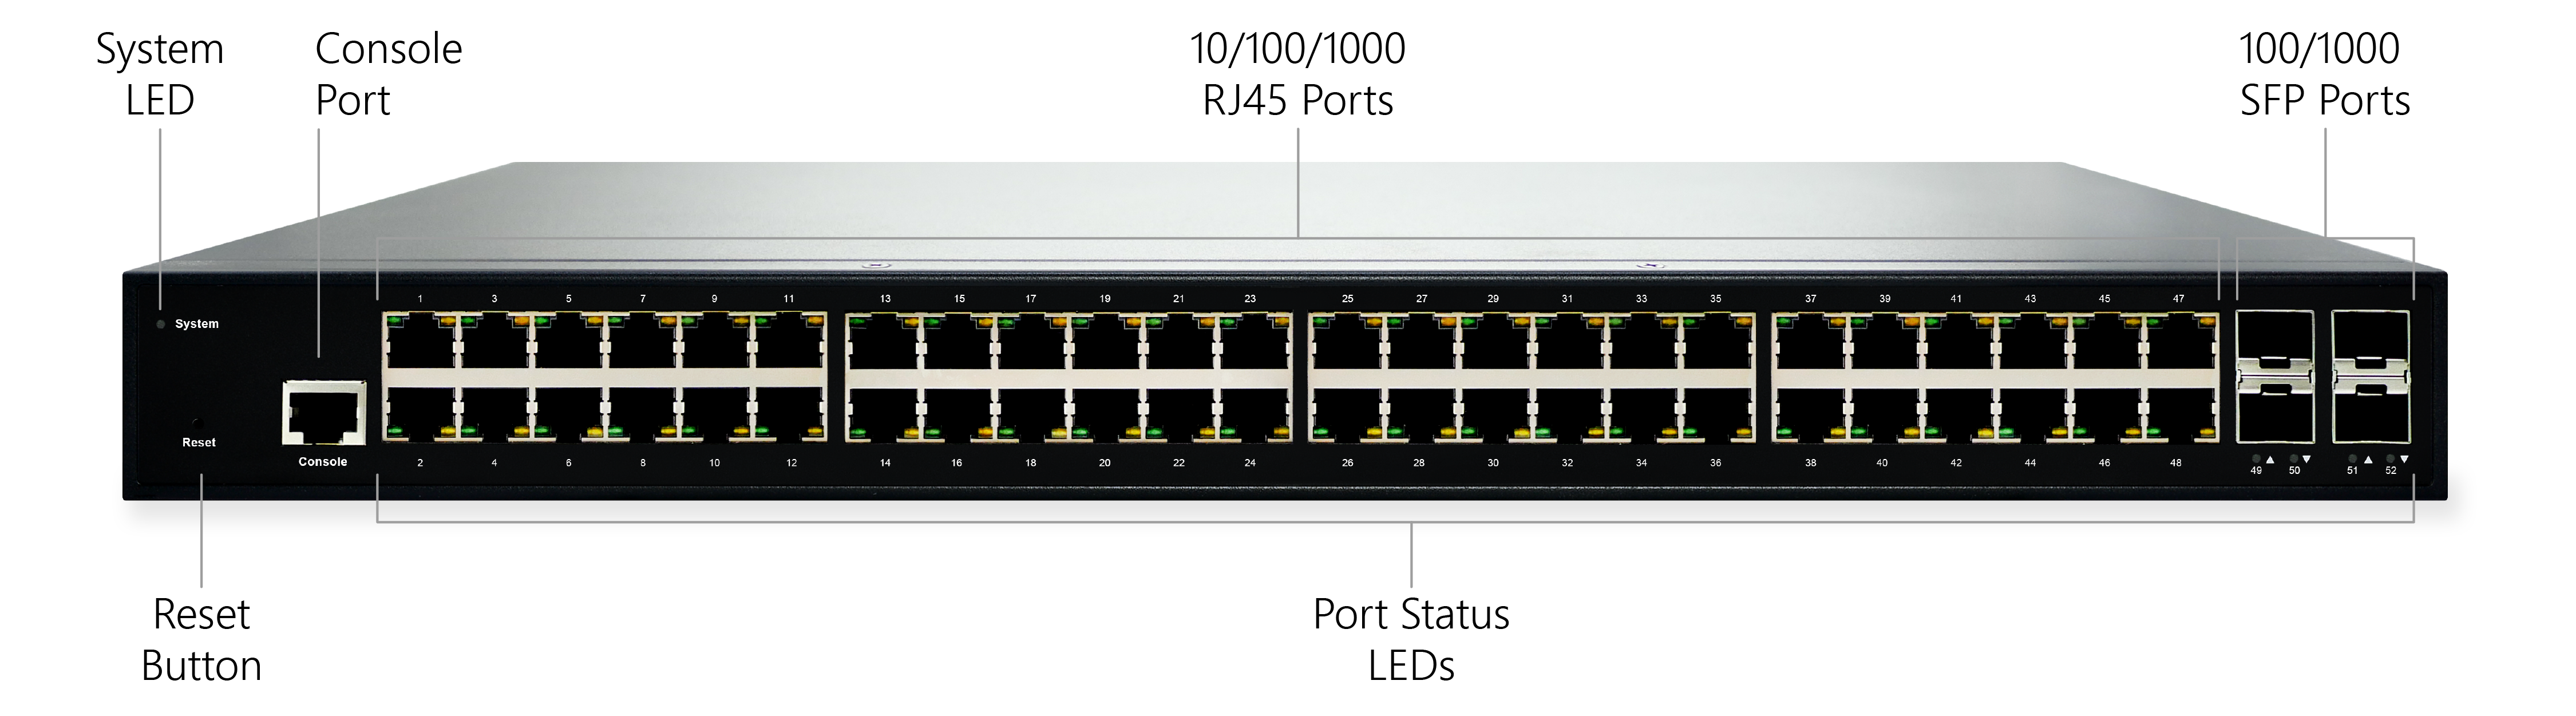 System
LED
Console
Port
10/100/1000
RJ45 Ports
100/1000
SFP Ports
1 3 5 7 9 11 13 15 17 19 21 23 25 27 29 31 33 35 37 39 41 43 45 47
System
Reset
Console
2 4 6 8 10 12 14 16 18 20 22 24 26 28 30 32 34 36 38 40 42 44 46 48
▲ ▼ ▲ ▼
49 50 51 52
Reset
Button
Port Status
LEDs